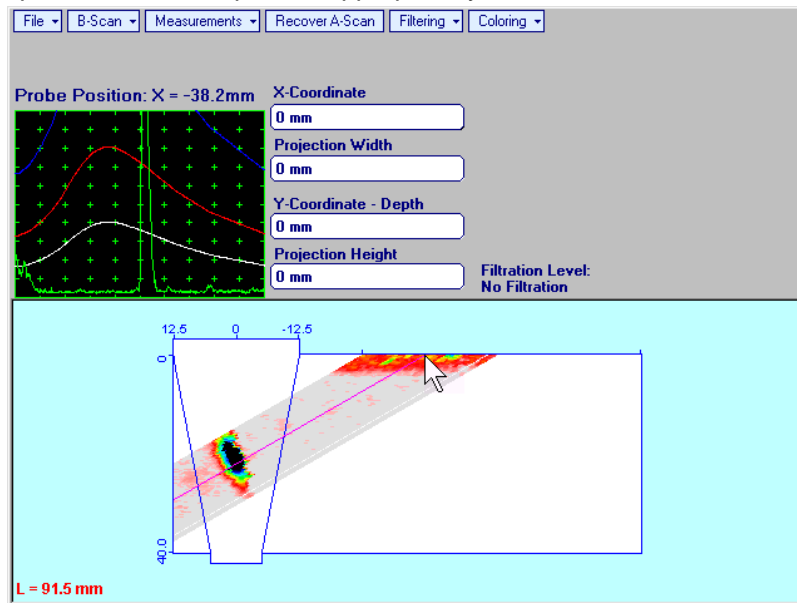 File B-Scan Measurements Recover A-Scan Filtering Coloring
Probe Position: X = -38.2mm
X-Coordinate
0 mm
Projection Width
0 mm
Y-Coordinate - Depth
0 mm
Projection Height
0 mm
Filtration Level:
No Filtration
12.5 0 -12.5
0
40.0
L = 91.5 mm